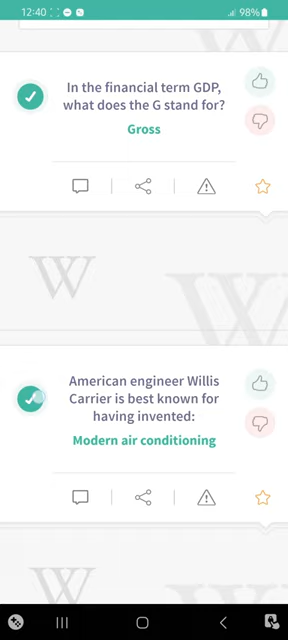 12:40
98%
In the financial term GDP,
what does the G stand for?
Gross
W
W
American engineer Willis
Carrier is best known for
having invented:
Modern air conditioning
W
W